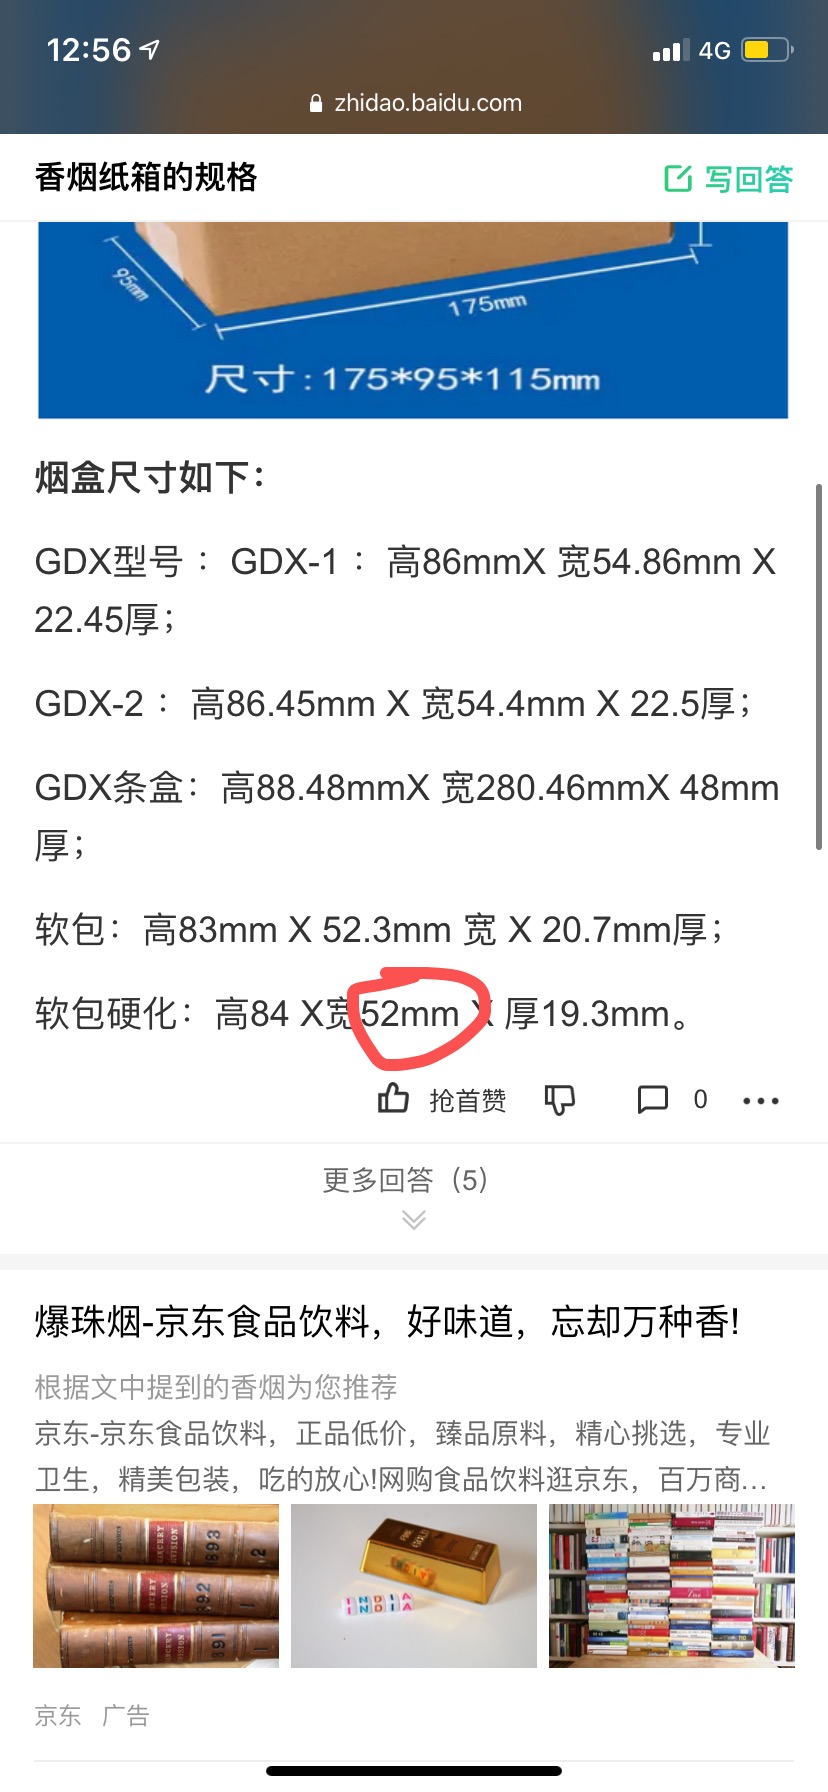 12:56
4G
zhidao.baidu.com
香烟纸箱的规格
写回答
95mm
175mm
尺寸:175*95*115mm
烟盒尺寸如下：
GDX型号： GDX-1： 高86mmX 宽54.86mm X
22.45厚；
GDX-2： 高86.45mm X 宽54.4mm X 22.5厚；
GDX条盒： 高88.48mmX 宽280.46mmX 48mm
厚；
软包： 高83mm X 52.3mm 宽 X 20.7mm厚；
软包硬化： 高84 X宽52mm X 厚19.3mm。
抢首赞
0
更多回答（5）
爆珠烟-京东食品饮料，好味道，忘却万种香!
根据文中提到的香烟为您推荐
京东-京东食品饮料，正品低价，臻品原料，精心挑选，专业
卫生，精美包装，吃的放心!网购食品饮料逛京东，百万商...
1893
2
1
1891
1
INDIA
INDIA
京东 广告